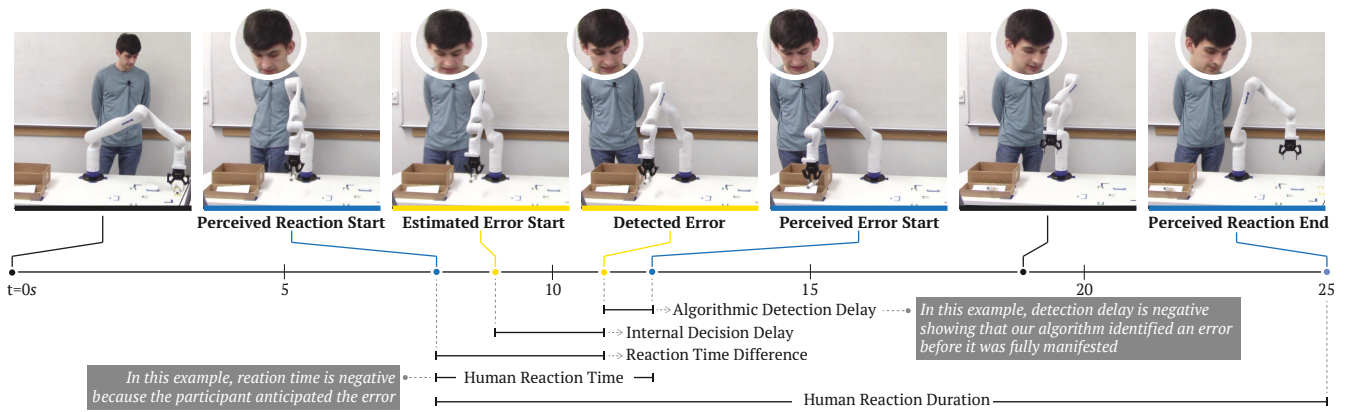 Perceived Reaction Start
Estimated Error Start
Detected Error
Perceived Error Start
Perceived Reaction End
t=0s
5
10
15
20
25
Algorithmic Detection Delay
In this example, detection delay is negative
showing that our algorithm identified an error
before it was fully manifested
Internal Decision Delay
Reaction Time Difference
In this example, reation time is negative
because the participant anticipated the error
Human Reaction Time
Human Reaction Duration